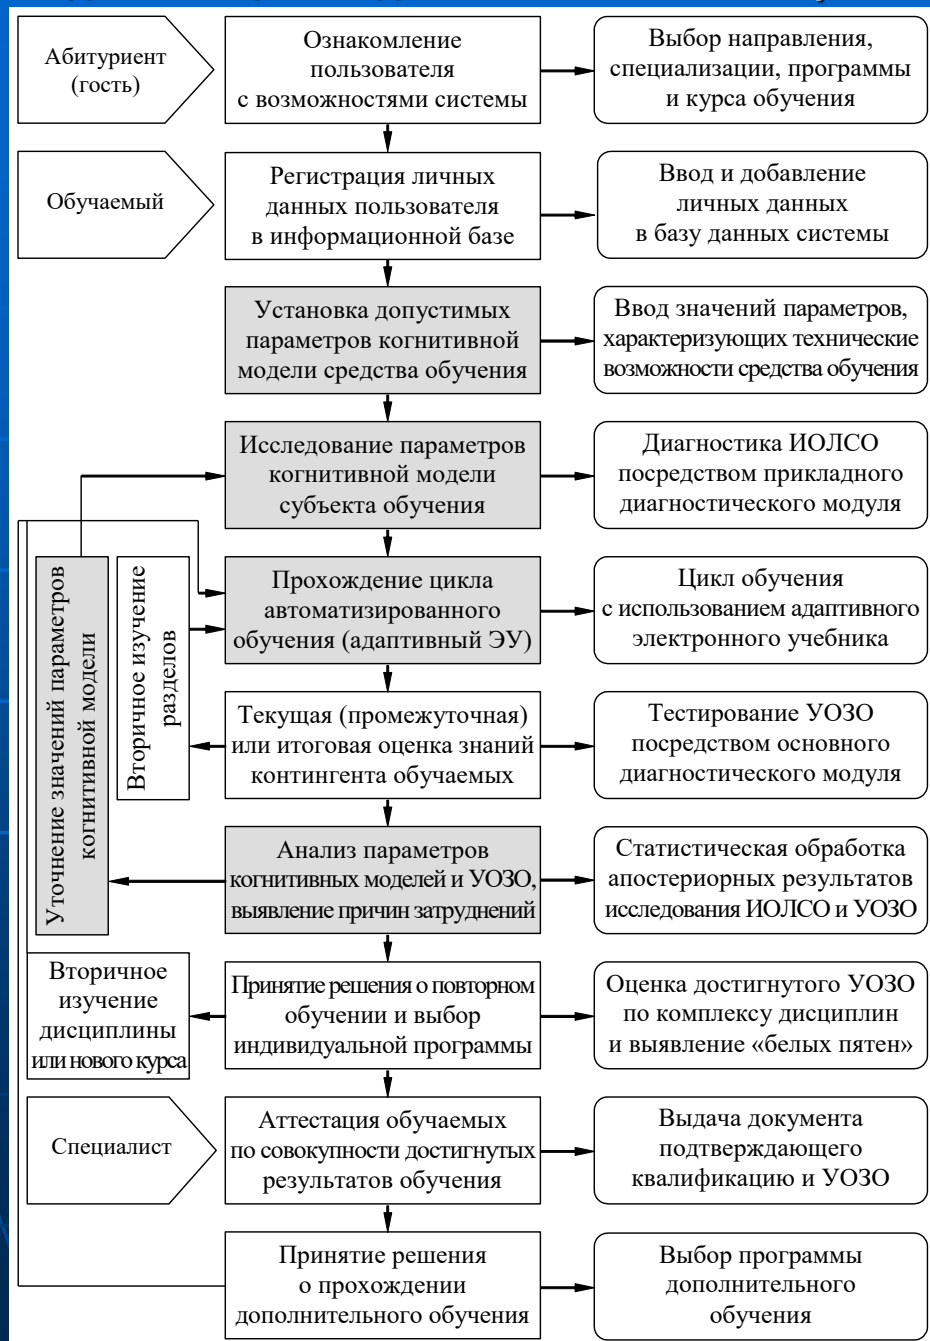 Абитуриент
(гость)
Ознакомление
пользователя
с возможностями системы
Выбор направления,
специализации, программы
и курса обучения
Обучаемый
Регистрация личных
данных пользователя
в информационной базе
Ввод и добавление
личных данных
в базу данных системы
Установка допустимых
параметров когнитивной
модели средства обучения
Ввод значений параметров,
характеризующих технические
возможности средства обучения
Исследование параметров
когнитивной модели
субъекта обучения
Диагностика ИОЛСО
посредством прикладного
диагностического модуля
Уточнение значений параметров
когнитивной модели
Вторичное изучение
разделов
Прохождение цикла
автоматизированного
обучения (адаптивный ЭУ)
Цикл обучения
с использованием адаптивного
электронного учебника
Текущая (промежуточная)
или итоговая оценка знаний
контингента обучаемых
Тестирование УОЗО
посредством основного
диагностического модуля
Анализ параметров
когнитивных моделей и УОЗО,
выявление причин затруднений
Статистическая обработка
апостериорных результатов
исследования ИОЛСО и УОЗО
Вторичное
изучение
дисциплины
или нового курса
Принятие решения о повторном
обучении и выбор
индивидуальной программы
Оценка достигнутого УОЗО
по комплексу дисциплин
и выявление «белых пятен»
Специалист
Аттестация обучаемых
по совокупности достигнутых
результатов обучения
Выдача документа
подтверждающего
квалификацию и УОЗО
Принятие решения
о прохождении
дополнительного обучения
Выбор программы
дополнительного
обучения